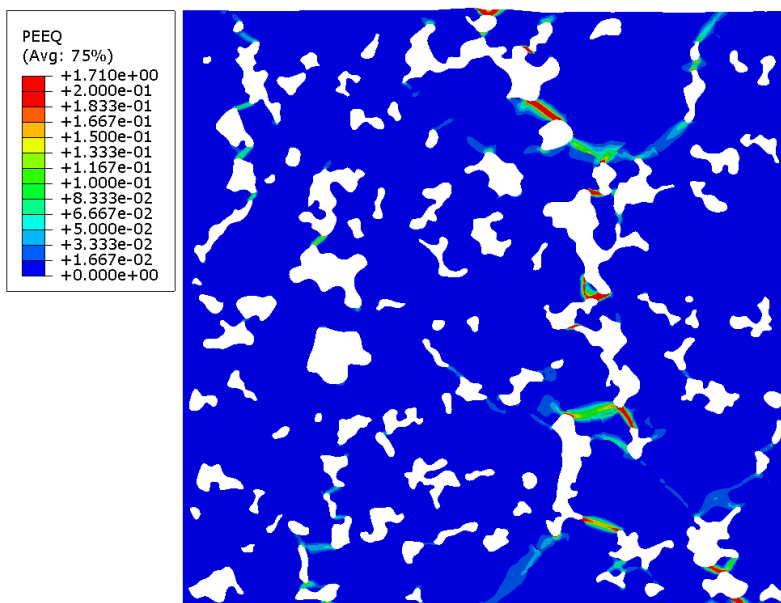 PEEQ
(Avg: 75%)
+1.710e+00
+2.000e-01
+1.833e-01
+1.667e-01
+1.500e-01
+1.333e-01
+1.167e-01
+1.000e-01
+8.333e-02
+6.667e-02
+5.000e-02
+3.333e-02
+1.667e-02
+0.000e+00